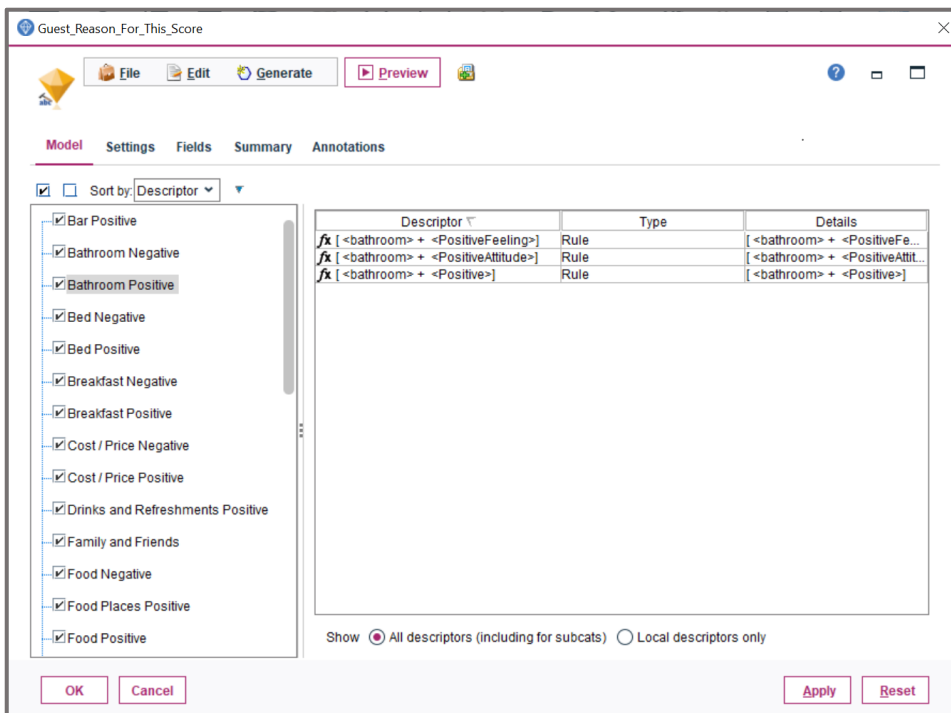 Guest_Reason_For_This_Score
File Edit Generate Preview
abc
Model Settings Fields Summary Annotations
Sort by: Descriptor
Bar Positive
Bathroom Negative
Bathroom Positive
Bed Negative
Bed Positive
Breakfast Negative
Breakfast Positive
Cost / Price Negative
Cost / Price Positive
Drinks and Refreshments Positive
Family and Friends
Food Negative
Food Places Positive
Food Positive
Descriptor Type Details
fx [ <bathroom> + <PositiveFeeling>] Rule [ <bathroom> + <PositiveFe...
fx [ <bathroom> + <PositiveAttitude>] Rule [ <bathroom> + <PositiveAttit...
fx [ <bathroom> + <Positive>] Rule [ <bathroom> + <Positive>]
Show All descriptors (including for subcats) Local descriptors only
OK Cancel Apply Reset